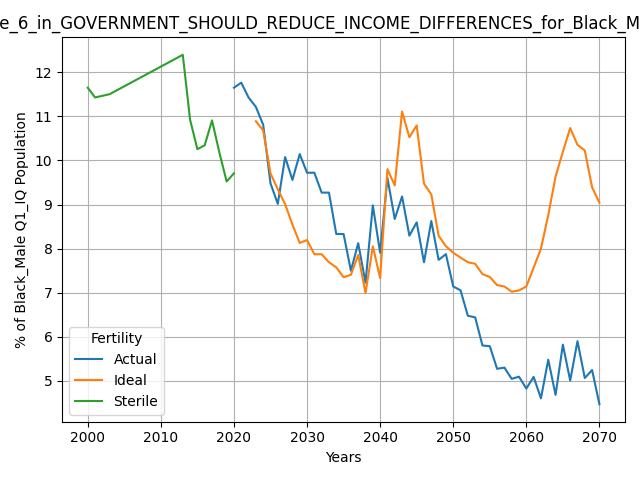 e_6_in_GOVERNMENT_SHOULD_REDUCE_INCOME_DIFFERENCES_for_Black_M
% of Black_Male Q1_IQ Population
12
11
10
9
8
7
6
5
Fertility
Actual
Ideal
Sterile
2000 2010 2020 2030 2040 2050 2060 2070
Years